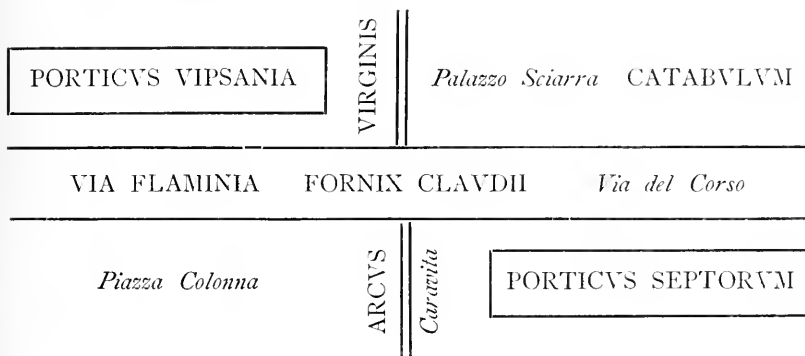 PORTICVS VIPSANIA
VIRGINIS
Palazzo Sciarra CATABVLVM
VIA FLAMINIA FORNIX CLAVDII Via del Corso
Piazza Colonna
ARCVS
Caravita
PORTICVS SEPTORVM